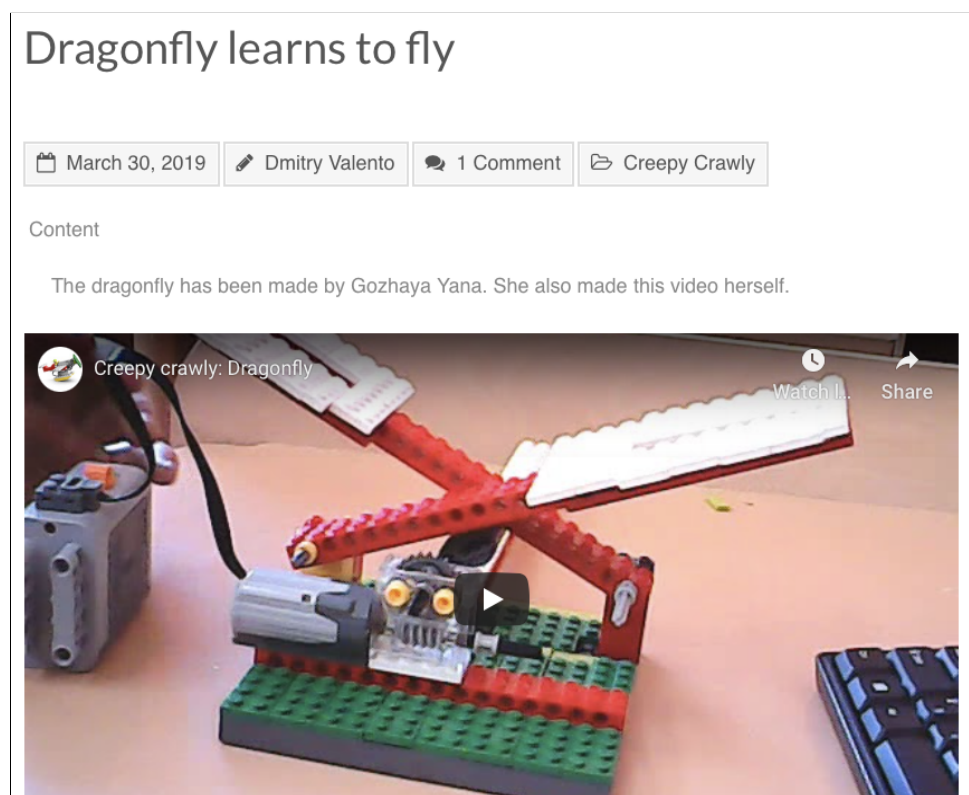 Dragonfly learns to fly
March 30, 2019 Dmitry Valento 1 Comment Creepy Crawly
Content
The dragonfly has been made by Gozhaya Yana. She also made this video herself.
Creepy crawly: Dragonfly
Watch l... Share